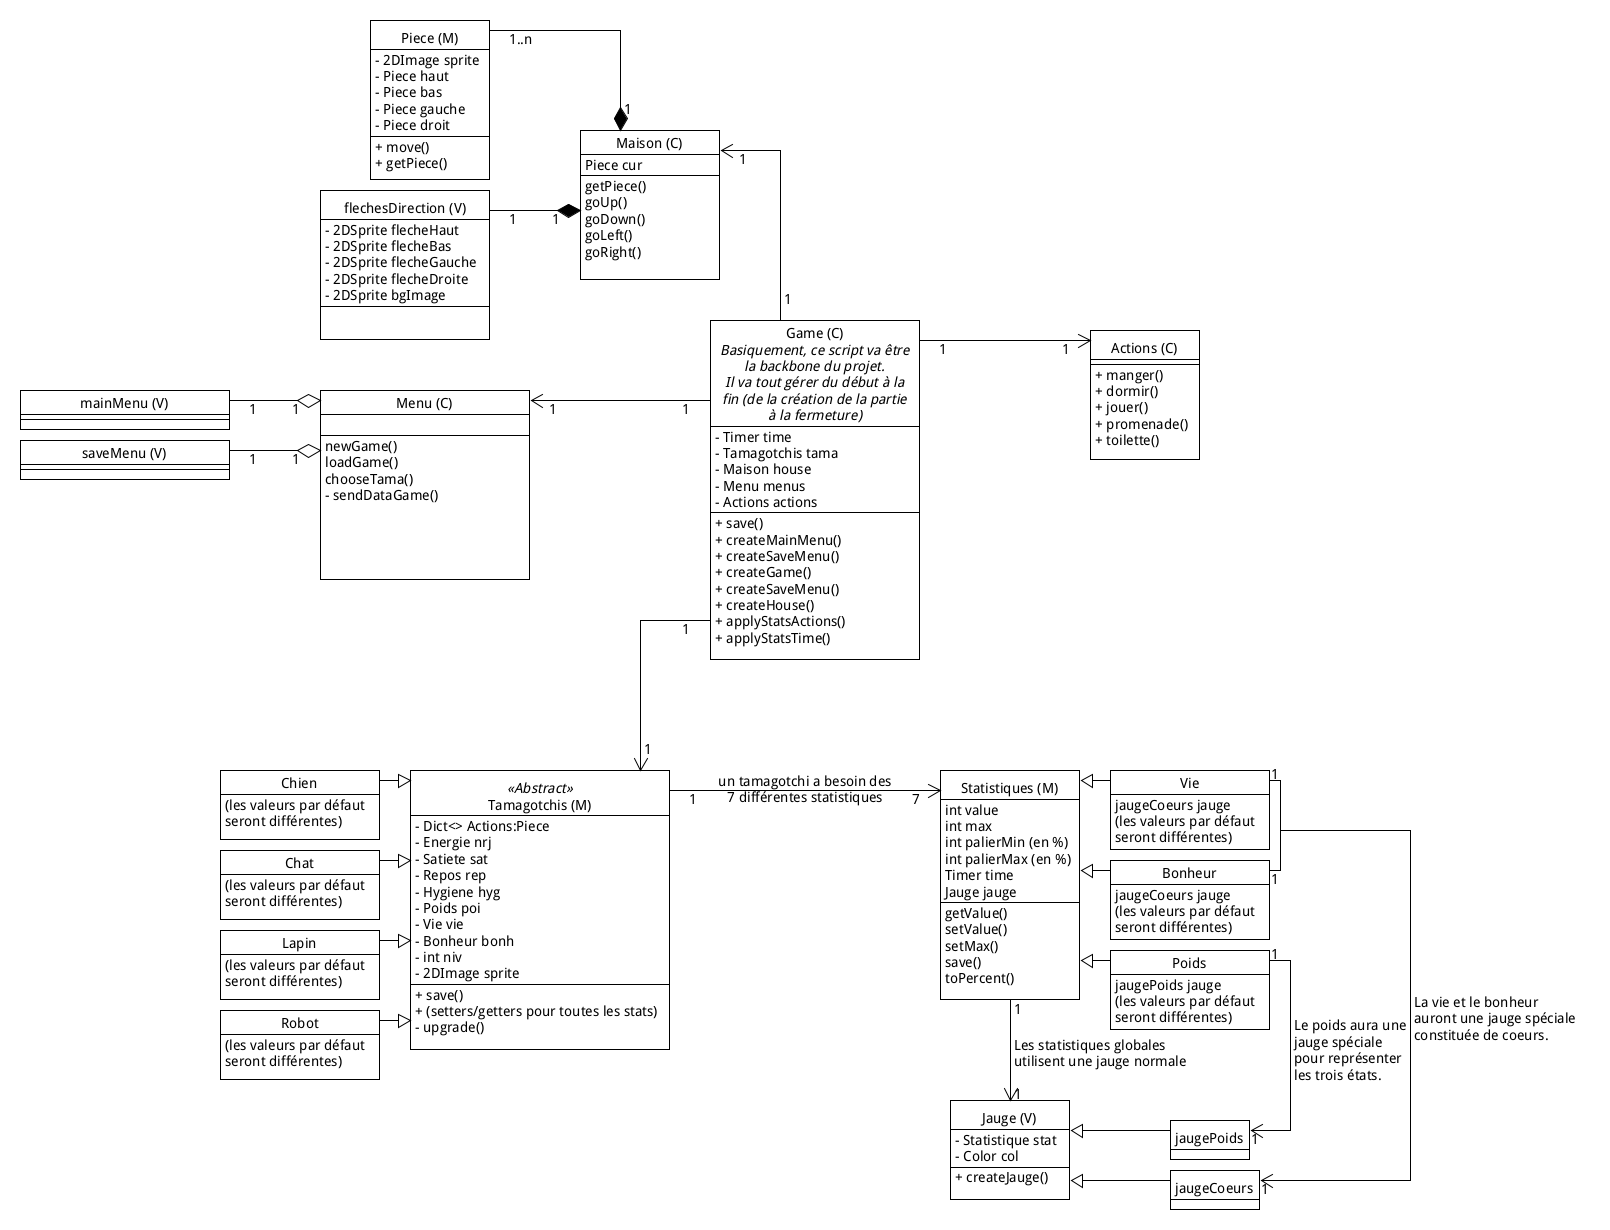 Piece (M)
- 2DImage sprite
- Piece haut
- Piece bas
- Piece gauche
- Piece droit
+ move()
+ getPiece()
1..n
1
Maison (C)
Piece cur
getPiece()
goUp()
goDown()
goLeft()
goRight()
1
1
flechesDirection (V)
- 2DSprite flecheHaut
- 2DSprite flecheBas
- 2DSprite flecheGauche
- 2DSprite flecheDroite
- 2DSprite bgImage
1
1
Game (C)
Basiquement, ce script va être
la backbone du projet.
Il va tout gérer du début à la
fin (de la création de la partie
à la fermeture)
- Timer time
- Tamagotchis tama
- Maison house
- Menu menus
- Actions actions
+ save()
+ createMainMenu()
+ createSaveMenu()
+ createGame()
+ createSaveMenu()
+ createHouse()
+ applyStatsActions()
+ applyStatsTime()
1
1
Actions (C)
+ manger()
+ dormir()
+ jouer()
+ promenade()
+ toilette()
mainMenu (V)
1
1
saveMenu (V)
1
1
Menu (C)
newGame()
loadGame()
chooseTama()
- sendDataGame()
1
1
1
1
Chien
(les valeurs par défaut
seront différentes)
Chat
(les valeurs par défaut
seront différentes)
Lapin
(les valeurs par défaut
seront différentes)
Robot
(les valeurs par défaut
seront différentes)
«Abstract»
Tamagotchis (M)
- Dict<> Actions:Piece
- Energie nrj
- Satiete sat
- Repos rep
- Hygiene hyg
- Poids poi
- Vie vie
- Bonheur bonh
- int niv
- 2DImage sprite
+ save()
+ (setters/getters pour toutes les stats)
- upgrade()
un tamagotchi a besoin des
7 différentes statistiques
1
7
Statistiques (M)
int value
int max
int palierMin (en %)
int palierMax (en %)
Timer time
Jauge jauge
getValue()
setValue()
setMax()
save()
toPercent()
Vie
jaugeCoeurs jauge
(les valeurs par défaut
seront différentes)
1
Bonheur
jaugeCoeurs jauge
(les valeurs par défaut
seront différentes)
1
Poids
jaugePoids jauge
(les valeurs par défaut
seront différentes)
1
1
Les statistiques globales
utilisent une jauge normale
1
Le poids aura une
jauge spéciale
pour représenter
les trois états.
La vie et le bonheur
auront une jauge spéciale
constituée de coeurs.
Jauge (V)
- Statistique stat
- Color col
+ createJauge()
jaugePoids
1
jaugeCoeurs
1